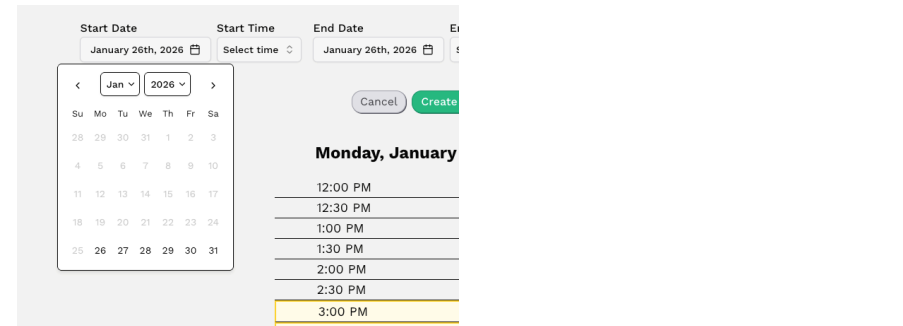 Start Date Start Time End Date
January 26th, 2026 Select time January 26th, 2026
Jan 2026
Su Mo Tu We Th Fr Sa
28 29 30 31 1 2 3
4 5 6 7 8 9 10
11 12 13 14 15 16 17
18 19 20 21 22 23 24
25 26 27 28 29 30 31
Cancel Create
Monday, January
12:00 PM
12:30 PM
1:00 PM
1:30 PM
2:00 PM
2:30 PM
3:00 PM